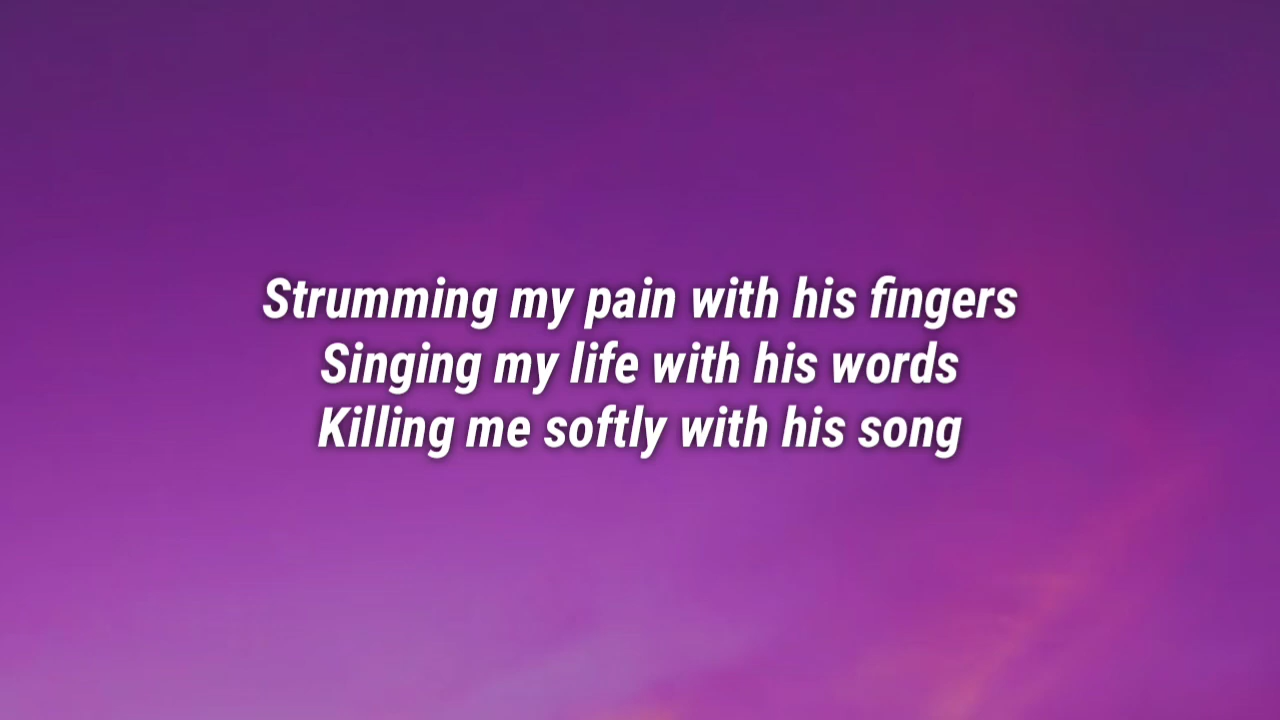 Strumming my pain with his fingers
Singing my life with his words
Killing me softly with his song